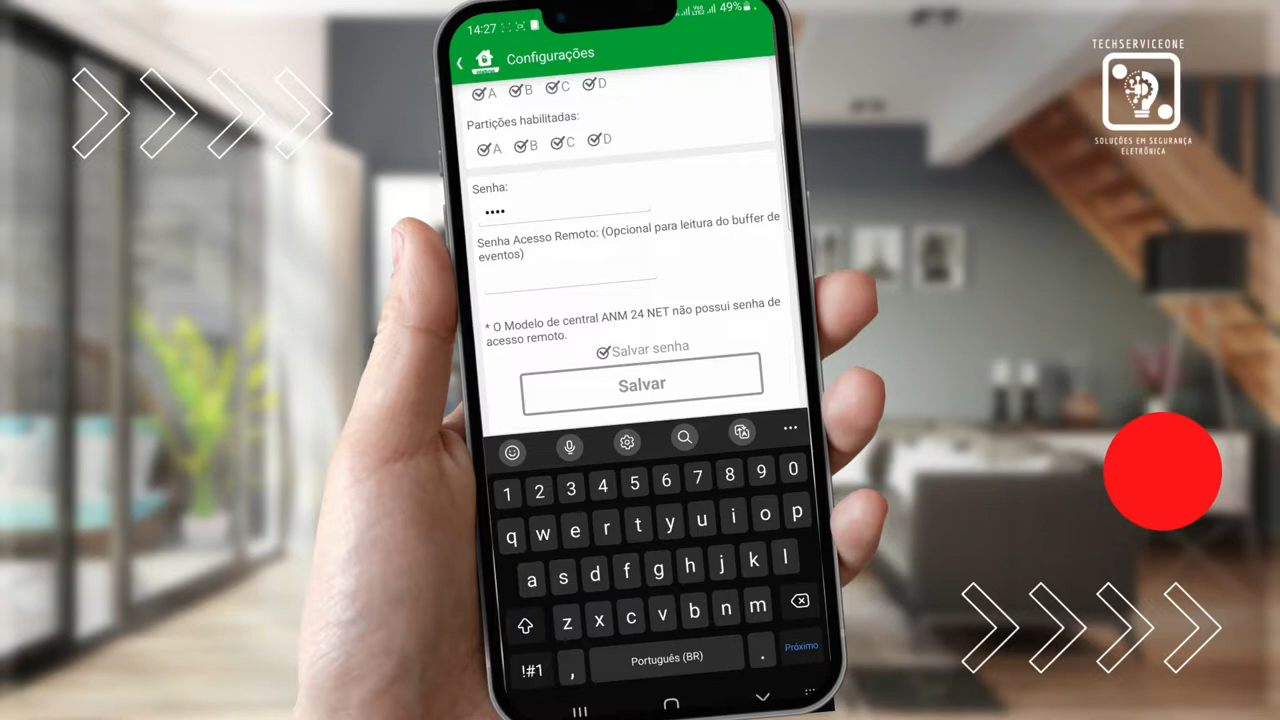 14:27
49%
Configurações
A B C D
Partições habilitadas:
A B C D
Senha:
••••
Senha Acesso Remoto: (Opcional para leitura do buffer de
eventos)
* O Modelo de central ANM 24 NET não possui senha de
acesso remoto.
Salvar senha
Salvar
1 2 3 4 5 6 7 8 9 0
q w e r t y u i o p
a s d f g h j k l
z x c v b n m
!#1 , Português (BR) . Próximo
TECHSERVICEONE
SOLUÇÕES EM SEGURANÇA
ELETRÔNICA